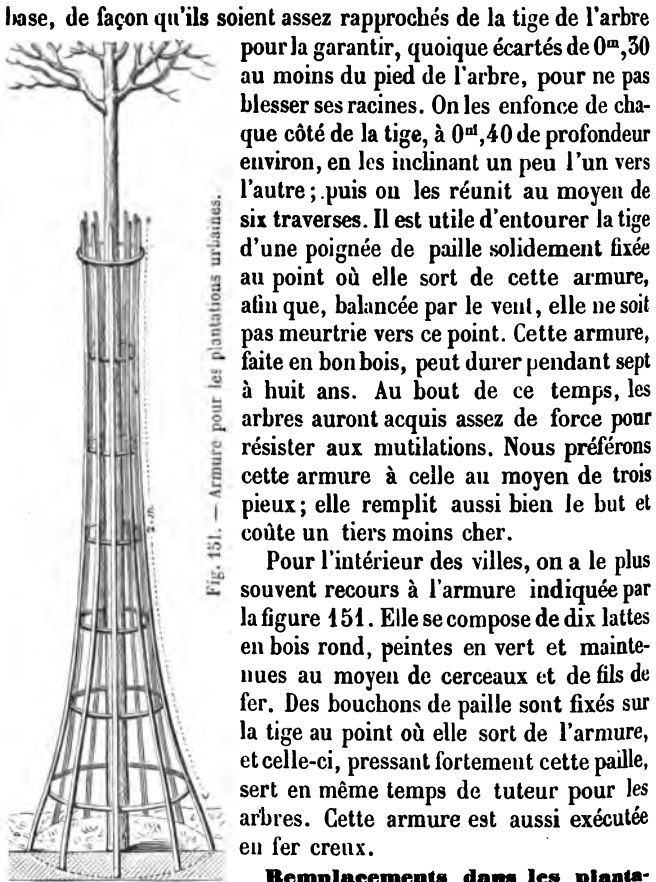 base, de façon qu'ils soient assez rapprochés de la tige de l'arbre
pour la garantir, quoique écartés de 0m,30
au moins du pied de l'arbre, pour ne pas
blesser ses racines. On les enfonce de cha-
que côté de la tige, à 0m,40 de profondeur
environ, en les inclinant un peu l'un vers
l'autre; puis on les réunit au moyen de
six traverses. Il est utile d'entourer la tige
d'une poignée de paille solidement fixée
au point où elle sort de cette armure,
afin que, balancée par le vent, elle ne soit
pas meurtrie vers ce point. Cette armure,
faite en bon bois, peut durer pendant sept
à huit ans. Au bout de ce temps, les
arbres auront acquis assez de force pour
résister aux mutilations. Nous préférons
cette armure à celle au moyen de trois
pieux; elle remplit aussi bien le but et
coûte un tiers moins cher.
Pour l'intérieur des villes, on a le plus
souvent recours à l'armure indiquée par
la figure 151. Elle se compose de dix lattes
en bois rond, peintes en vert et mainte-
nues au moyen de cerceaux et de fils de
fer. Des bouchons de paille sont fixés sur
la tige au point où elle sort de l'armure,
et celle-ci, pressant fortement cette paille,
sert en même temps de tuteur pour les
arbres. Cette armure est aussi exécutée
en fer creux.
Remplacements dans les planta-
Fig. 151. — Armure pour les plantations urbaines.
2 m.